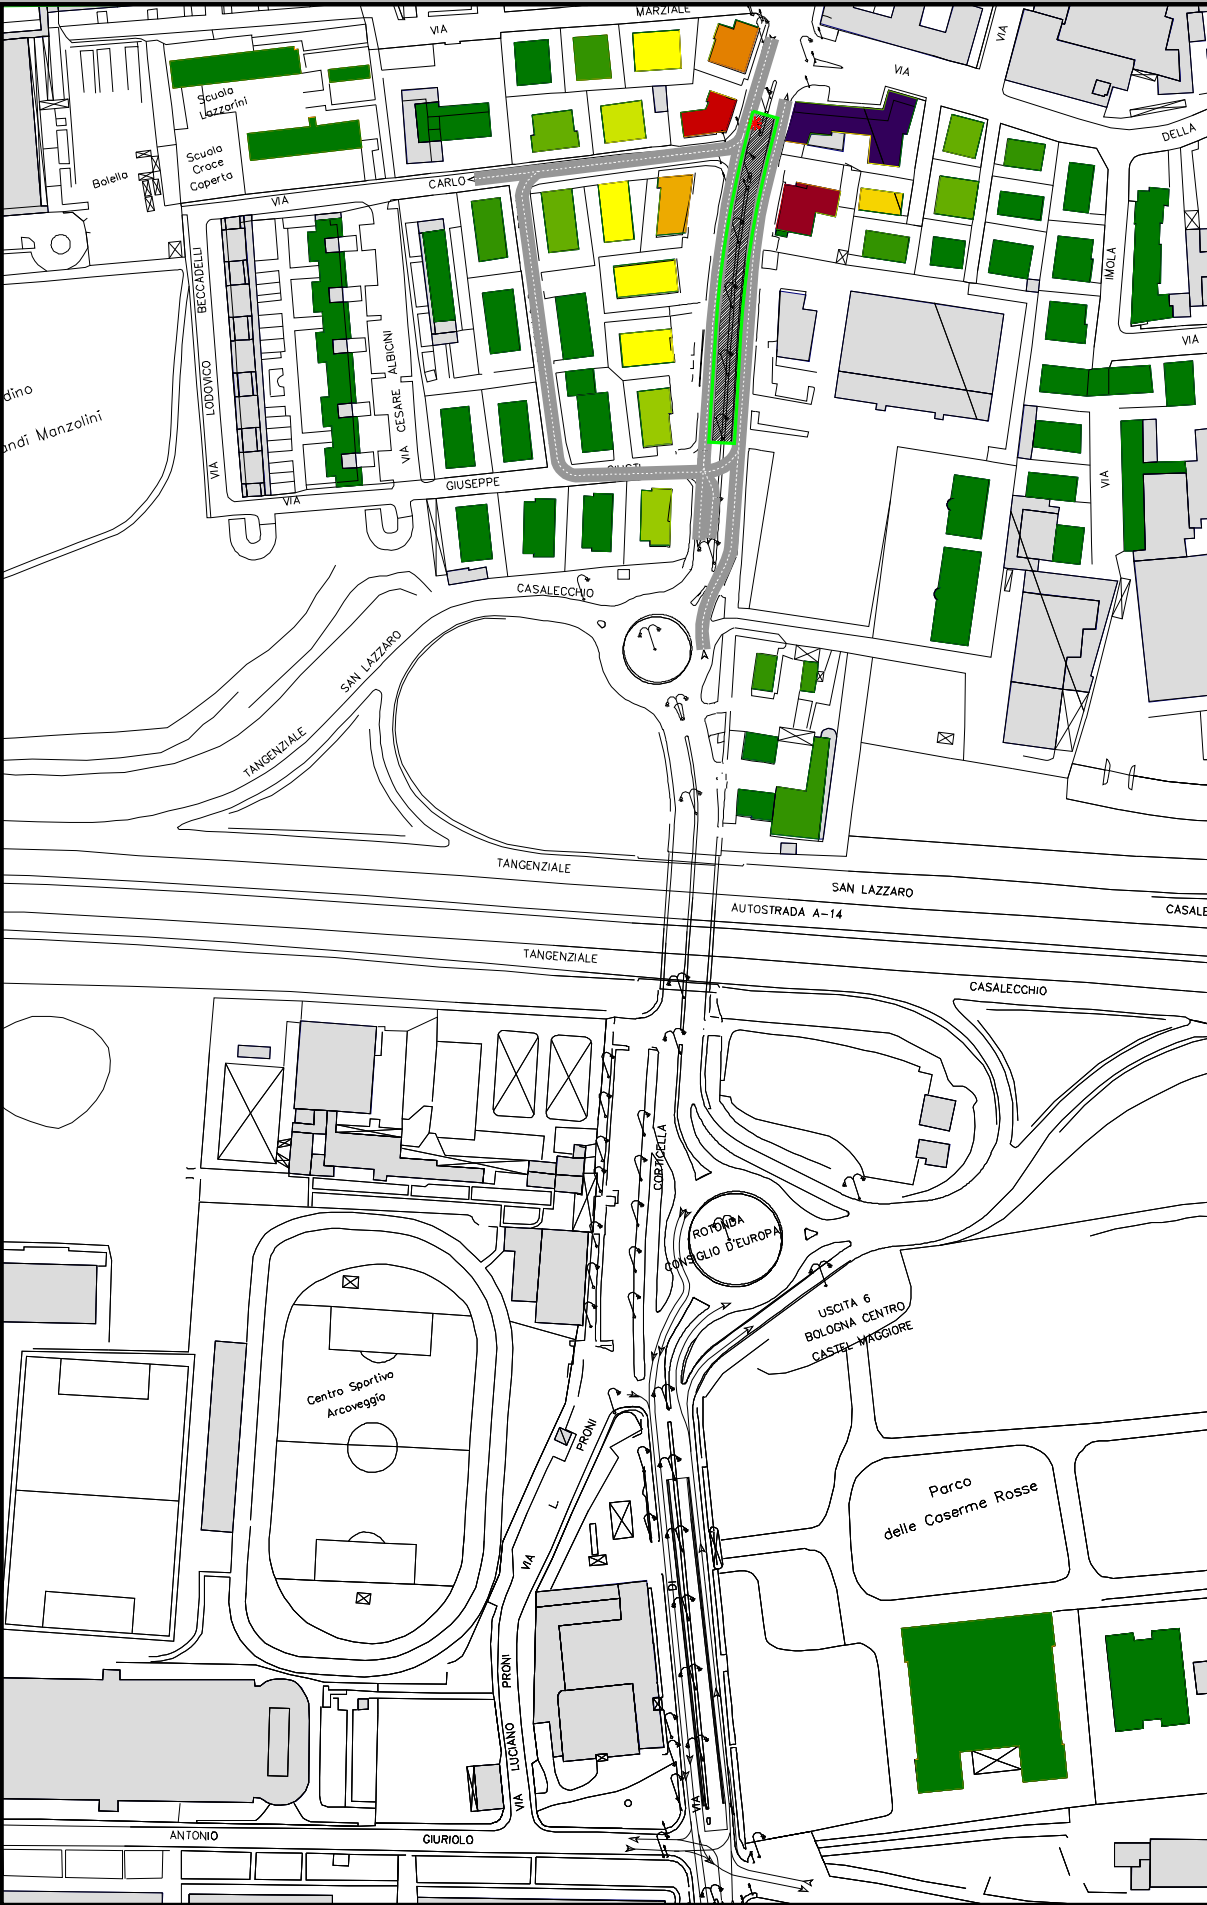 MARZIALE
VIA
VIA
VIA
DELLA
Scuola
Lazzarini
Scuola
Croce
Coperta
Bolella
CARLO
VIA
BECCADELLI
LODOVICO
VIA
ALBICINI
CESARE
VIA
IMOLA
VIA
VIA
dino
andi Manzolini
GIUSEPPE
VIA
CASALECCHIO
SAN LAZZARO
TANGENZIALE
TANGENZIALE
SAN LAZZARO
AUTOSTRADA A-14
CASALE
TANGENZIALE
CASALECCHIO
CORTICELLA
ROTONDA
CONSIGLIO D'EUROPA
USCITA 6
BOLOGNA CENTRO
CASTEL MAGGIORE
Centro Sportivo
Arcoveggio
PRONI
L
VIA
Parco
delle Caserme Rosse
DI
PRONI
LUCIANO
VIA
VIA
ANTONIO
GIURIOLO